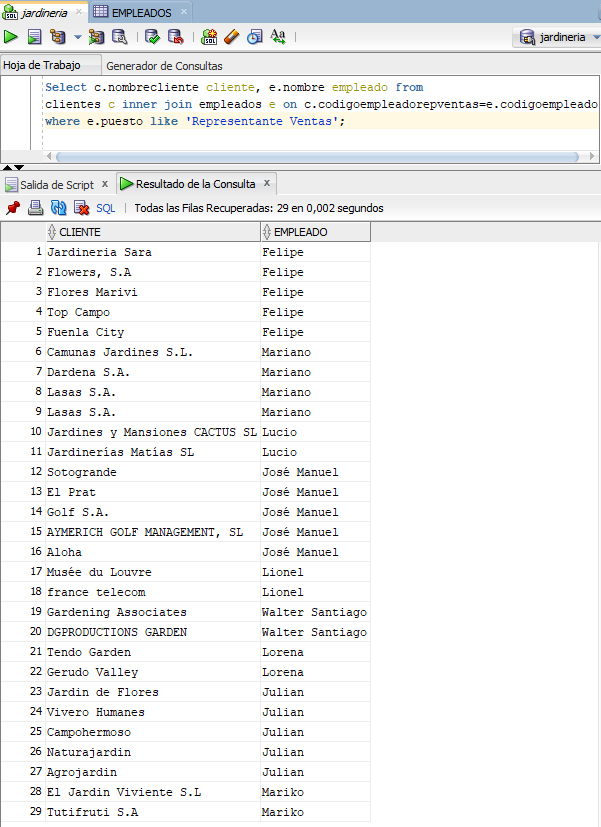 jardineria EMPLEADOS
SQL Aa jardineria
Hoja de Trabajo Generador de Consultas
Select c.nombrecliente cliente, e.nombre empleado from
clientes c inner join empleados e on c.codigoempleadorepventas=e.codigoempleado
where e.puesto like 'Representante Ventas';
Salida de Script x Resultado de la Consulta x
SQL | Todas las Filas Recuperadas: 29 en 0,002 segundos
CLIENTE EMPLEADO
1 Jardineria Sara Felipe
2 Flowers, S.A Felipe
3 Flores Marivi Felipe
4 Top Campo Felipe
5 Fuenla City Felipe
6 Camunas Jardines S.L. Mariano
7 Dardena S.A. Mariano
8 Lasas S.A. Mariano
9 Lasas S.A. Mariano
10 Jardines y Mansiones CACTUS SL Lucio
11 Jardinerías Matías SL Lucio
12 Sotogrande José Manuel
13 El Prat José Manuel
14 Golf S.A. José Manuel
15 AYMERICH GOLF MANAGEMENT, SL José Manuel
16 Aloha José Manuel
17 Musée du Louvre Lionel
18 france telecom Lionel
19 Gardening Associates Walter Santiago
20 DGPRODUCTIONS GARDEN Walter Santiago
21 Tendo Garden Lorena
22 Gerudo Valley Lorena
23 Jardin de Flores Julian
24 Vivero Humanes Julian
25 Campohermoso Julian
26 Naturajardin Julian
27 Agrojardin Julian
28 El Jardin Viviente S.L Mariko
29 Tutifruti S.A Mariko